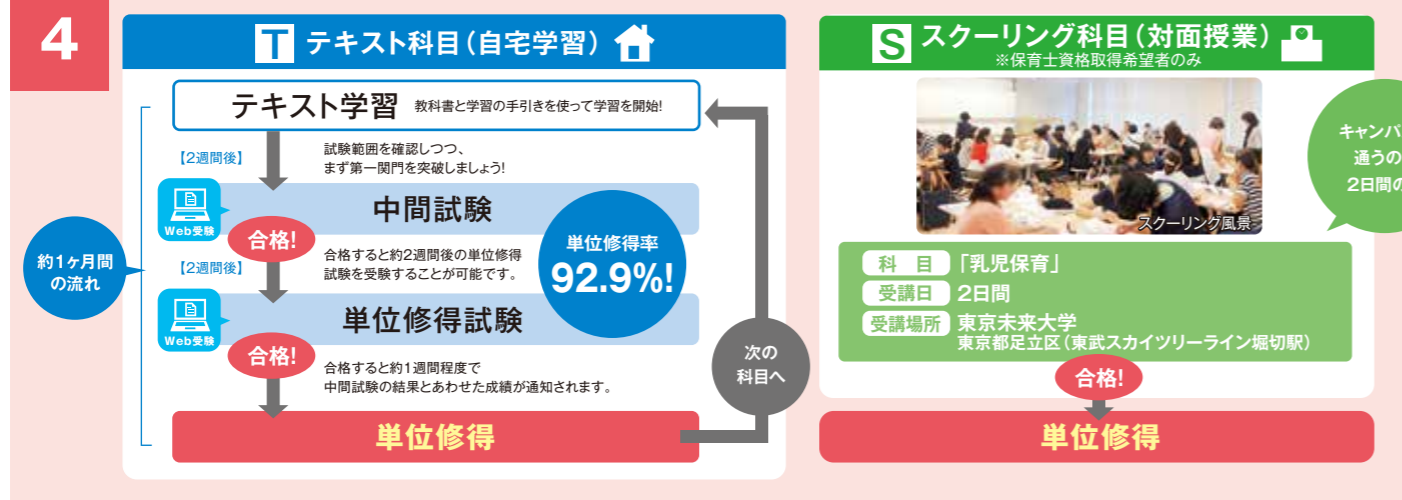 4
T テキスト科目(自宅学習)
テキスト学習 教科書と学習の手引きを使って学習を開始!
【2週間後】
試験範囲を確認しつつ、
まず第一関門を突破しましょう!
Web受験
中間試験
合格!
【2週間後】
合格すると約2週間後の単位修得
試験を受験することが可能です。
単位修得率
92.9%!
約1ヶ月間
の流れ
Web受験
単位修得試験
合格!
合格すると約1週間程度で
中間試験の結果とあわせた成績が通知されます。
次の
科目へ
単位修得
S スクーリング科目(対面授業)
※保育士資格取得希望者のみ
スクーリング風景
キャンパ
通うの
2日間の
科 目 「乳児保育」
受講日 2日間
受講場所 東京未来大学
東京都足立区(東武スカイツリーライン堀切駅)
合格!
単位修得